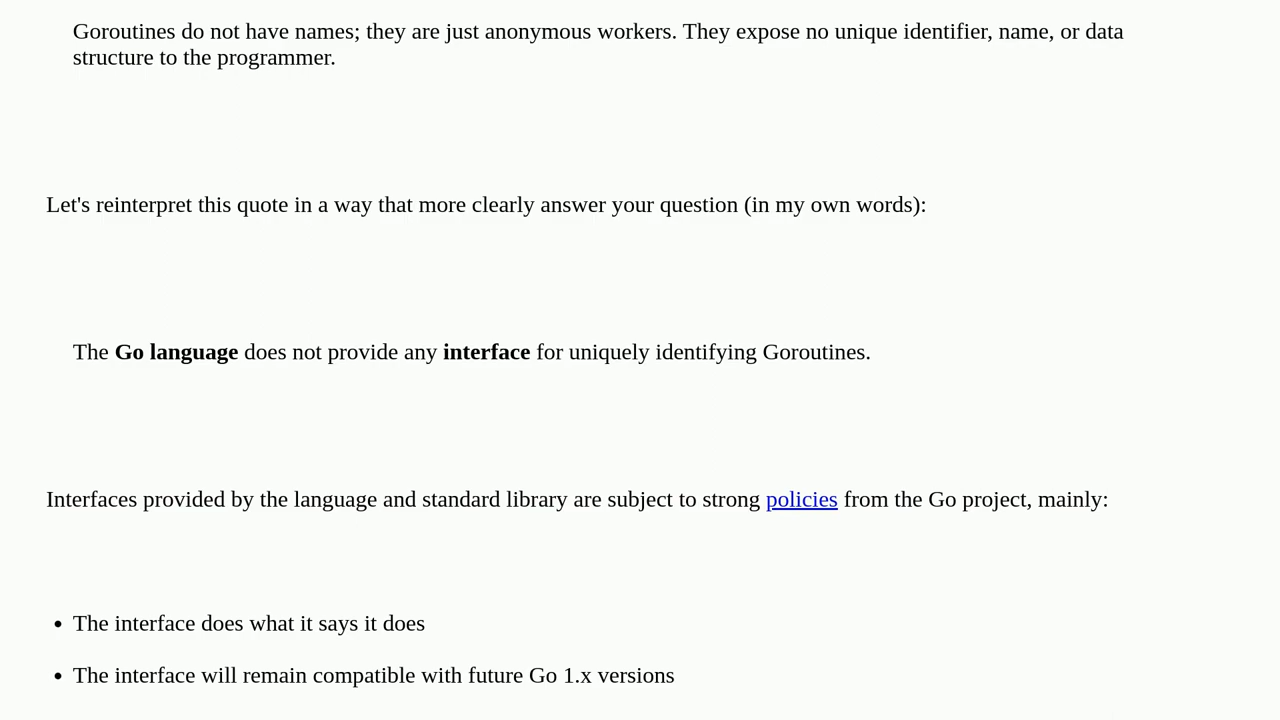 Goroutines do not have names; they are just anonymous workers. They expose no unique identifier, name, or data
structure to the programmer.
Let's reinterpret this quote in a way that more clearly answer your question (in my own words):
The Go language does not provide any interface for uniquely identifying Goroutines.
Interfaces provided by the language and standard library are subject to strong policies from the Go project, mainly:
• The interface does what it says it does
• The interface will remain compatible with future Go 1.x versions